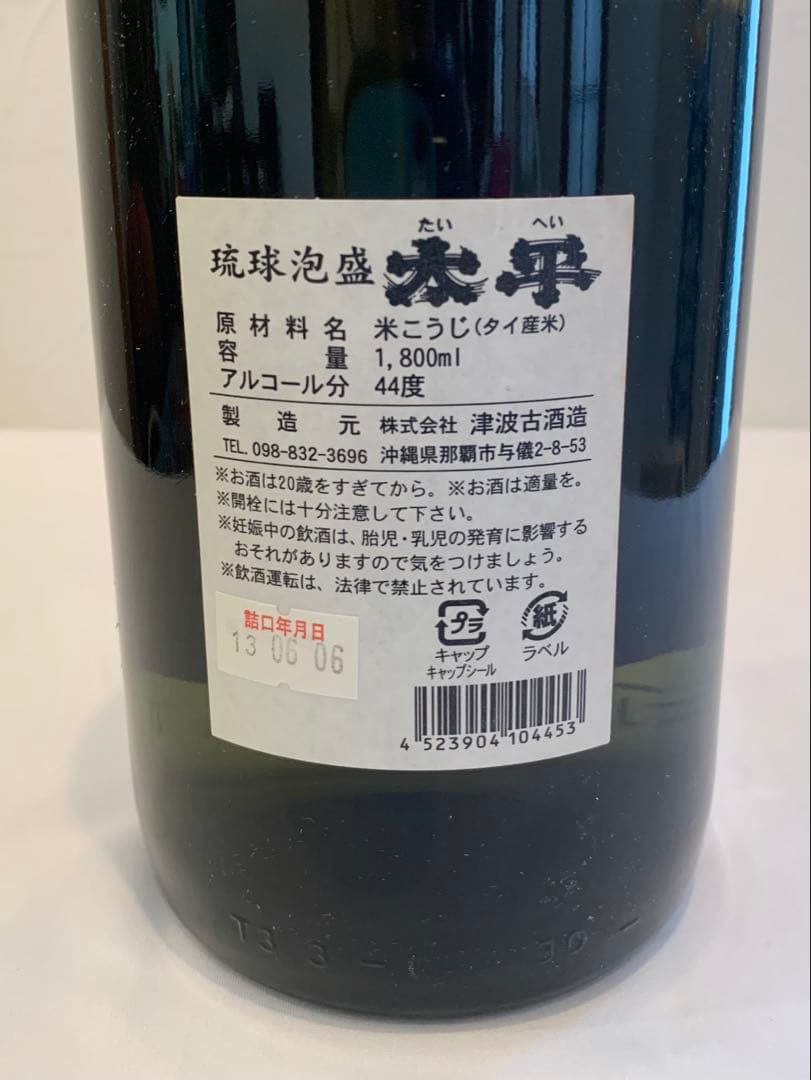 たい へい
琉球泡盛 太平
原材料名 米こうじ(タイ産米)
容量 1,800ml
アルコール分 44度
製造元 株式会社 津波古酒造
TEL.098-832-3696 沖縄県那覇市与儀2-8-53
※お酒は20歳をすぎてから。※お酒は適量を。
※開栓には十分注意して下さい。
※妊娠中の飲酒は、胎児・乳児の発育に影響する
おそれがありますので気をつけましょう。
※飲酒運転は、法律で禁止されています。
詰口年月日
13 06 06
プラ 紙
キャップ ラベル
キャップシール
4 523904 104453